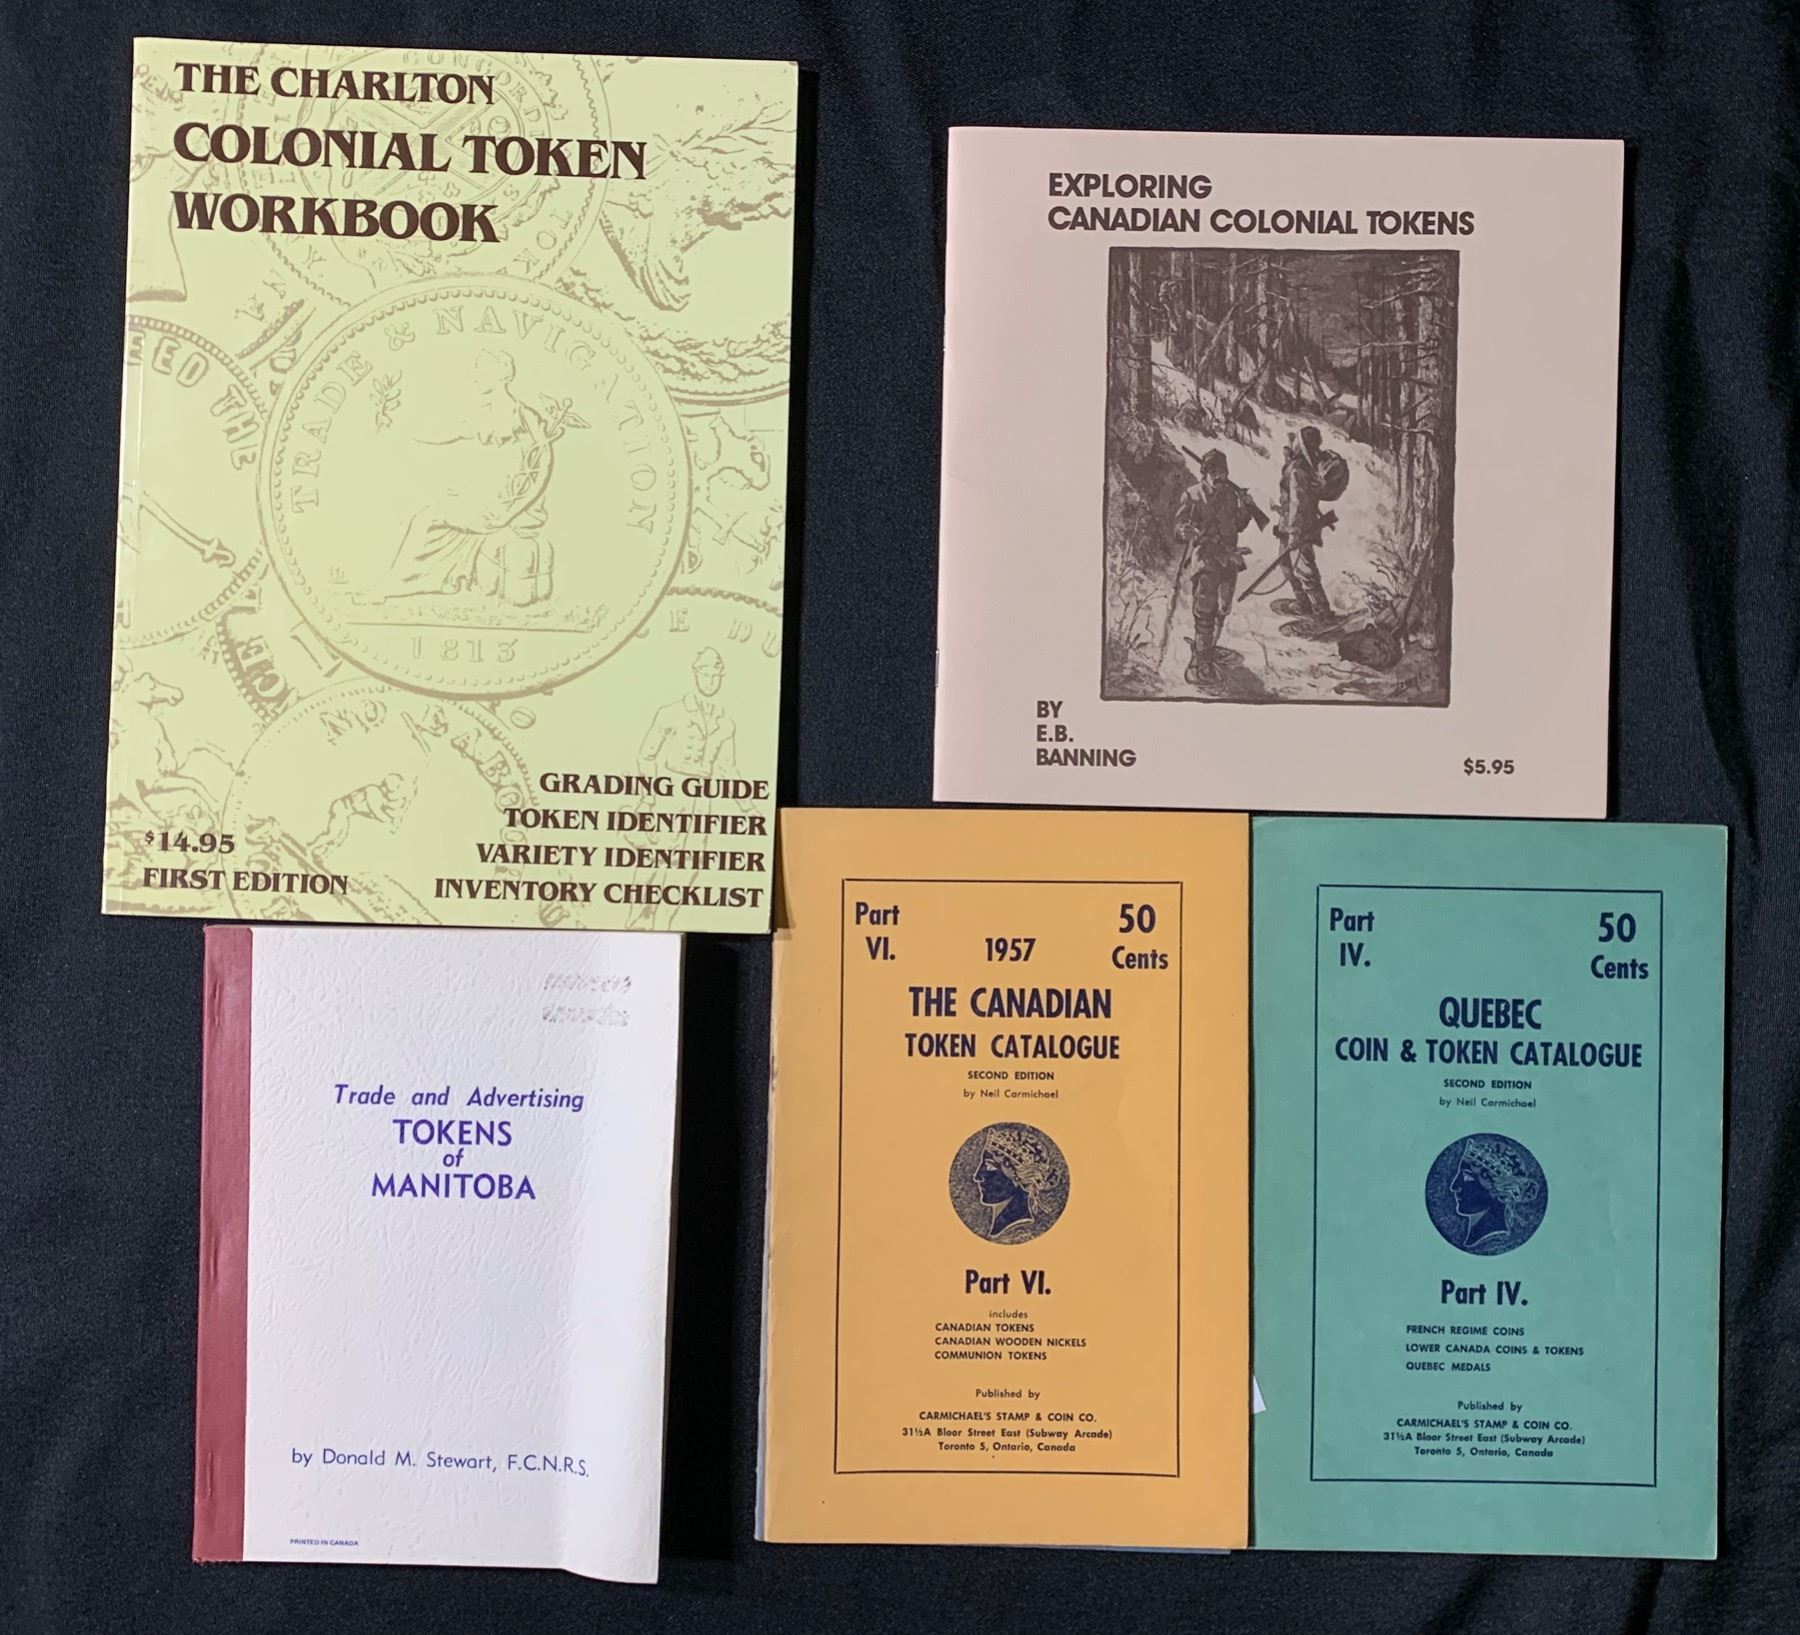 THE CHARLTON
COLONIAL TOKEN
WORKBOOK
TRADE & NAVIGATION
1813
GRADING GUIDE
TOKEN IDENTIFIER
VARIETY IDENTIFIER
INVENTORY CHECKLIST
$14.95
FIRST EDITION
EXPLORING
CANADIAN COLONIAL TOKENS
BY
E.B.
BANNING
$5.95
Trade and Advertising
TOKENS
of
MANITOBA
by Donald M. Stewart, F.C.N.R.S.
PRINTED IN CANADA
Part
VI.
1957
50
Cents
THE CANADIAN
TOKEN CATALOGUE
SECOND EDITION
by Neil Carmichael
Part VI.
includes
CANADIAN TOKENS
CANADIAN WOODEN NICKELS
COMMUNION TOKENS
Published by
CARMICHAEL'S STAMP & COIN CO.
31½A Bloor Street East (Subway Arcade)
Toronto 5, Ontario, Canada
Part
IV.
50
Cents
QUEBEC
COIN & TOKEN CATALOGUE
SECOND EDITION
by Neil Carmichael
Part IV.
FRENCH REGIME COINS
LOWER CANADA COINS & TOKENS
QUEBEC MEDALS
Published by
CARMICHAEL'S STAMP & COIN CO.
31½A Bloor Street East (Subway Arcade)
Toronto 5, Ontario, Canada